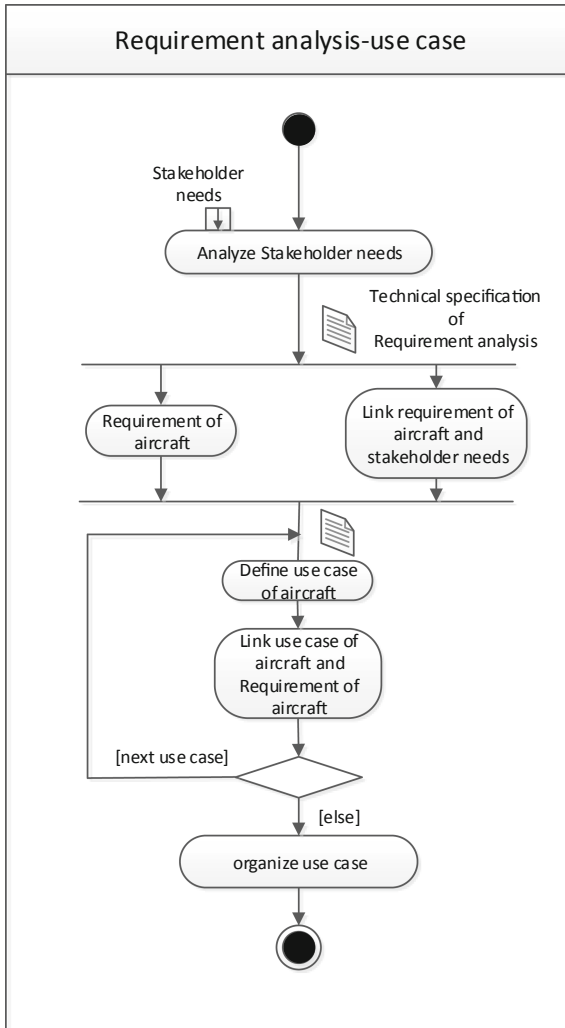 Requirement analysis-use case
Stakeholder
needs
Analyze Stakeholder needs
Technical specification
of
Requirement analysis
Requirement of
aircraft
Link requirement of
aircraft and
stakeholder needs
Define use case
of aircraft
Link use case of
aircraft and
Requirement of
aircraft
[next use case]
[else]
organize use case